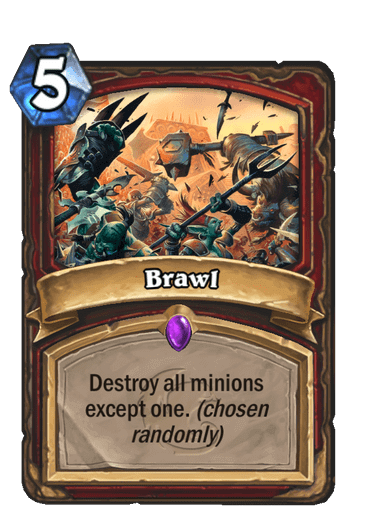 5
Brawl
Destroy all minions
except one. (chosen
randomly)